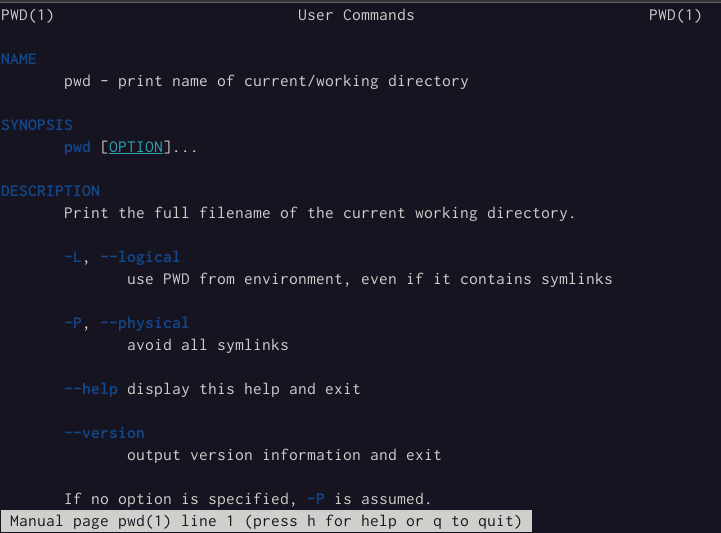 PWD(1) User Commands PWD(1)
NAME
pwd - print name of current/working directory
SYNOPSIS
pwd [OPTION]...
DESCRIPTION
Print the full filename of the current working directory.
-L, --logical
use PWD from environment, even if it contains symlinks
-P, --physical
avoid all symlinks
--help display this help and exit
--version
output version information and exit
If no option is specified, -P is assumed.
Manual page pwd(1) line 1 (press h for help or q to quit)